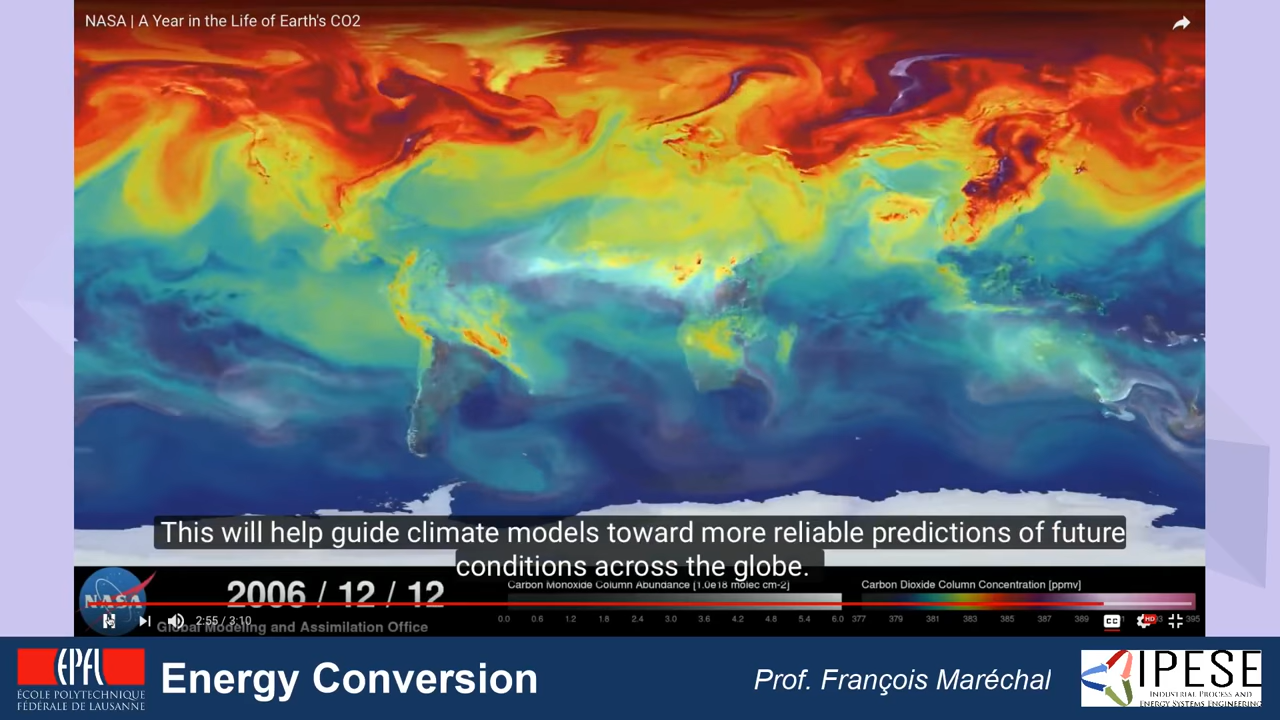 NASA | A Year in the Life of Earth's CO2
This will help guide climate models toward more reliable predictions of future
conditions across the globe.
2006 / 12 / 12
NASA
Global Modeling and Assimilation Office
2:55 / 3:10
Carbon Monoxide Column Abundance [1.0e18 molec cm-2]
0.0 0.6 1.2 1.8 2.4 3.0 3.6 4.2 4.8 5.4 6.0
Carbon Dioxide Column Concentration [ppmv]
377 379 381 383 385 387 389 395
CC
HD
EPFL
ÉCOLE POLYTECHNIQUE
FÉDÉRALE DE LAUSANNE
Energy Conversion
Prof. François Maréchal
IPESE
Industrial Process and
Energy Systems Engineering